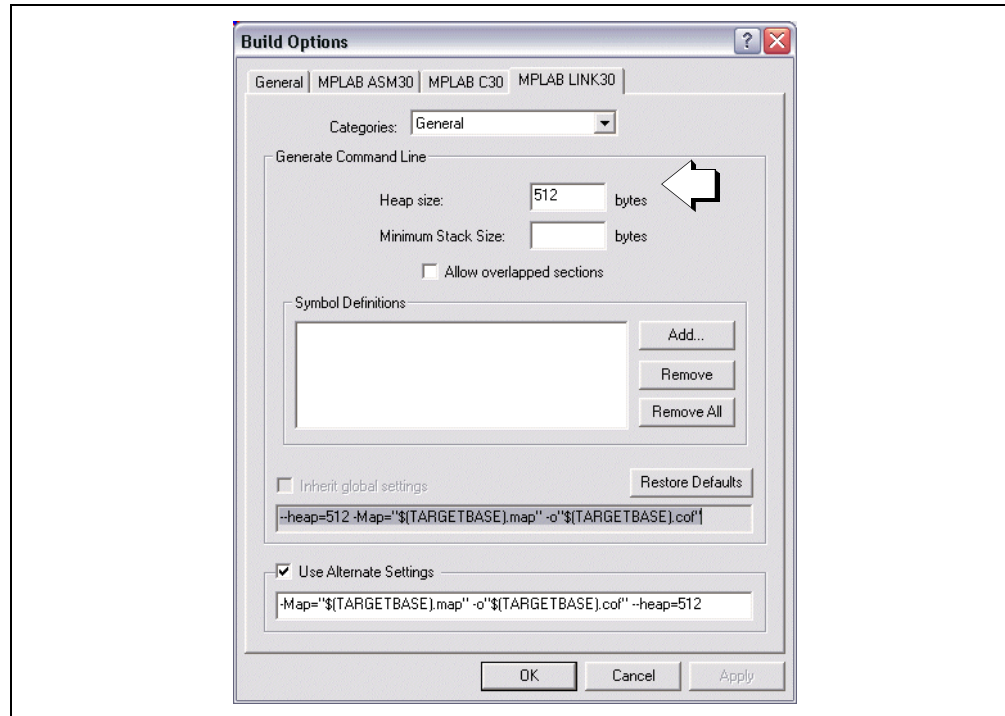 Build Options
General MPLAB ASM30 MPLAB C30 MPLAB LINK30
Categories: General
Generate Command Line
Heap size: 512 bytes
Minimum Stack Size: bytes
Allow overlapped sections
Symbol Definitions
Add...
Remove
Remove All
Inherit global settings Restore Defaults
--heap=512 -Map="$(TARGETBASE).map" -o"$(TARGETBASE).cof"
Use Alternate Settings
-Map="$(TARGETBASE).map" -o"$(TARGETBASE).cof" --heap=512
OK Cancel Apply